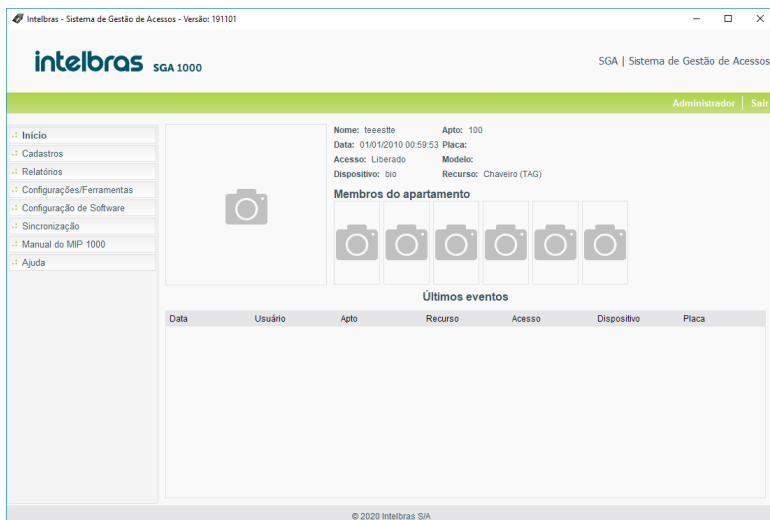 Intelbras - Sistema de Gestão de Acessos - Versão: 191101
intelbras SGA 1000
SGA | Sistema de Gestão de Acessos
Administrador | Sair
Início
Cadastros
Relatórios
Configurações/Ferramentas
Configuração de Software
Sincronização
Manual do MIP 1000
Ajuda
Nome: teeestte Apto: 100
Data: 01/01/2010 00:59:53 Placa:
Acesso: Liberado Modelo:
Dispositivo: bio Recurso: Chaveiro (TAG)
Membros do apartamento
Últimos eventos
Data Usuário Apto Recurso Acesso Dispositivo Placa
© 2020 Intelbras S/A